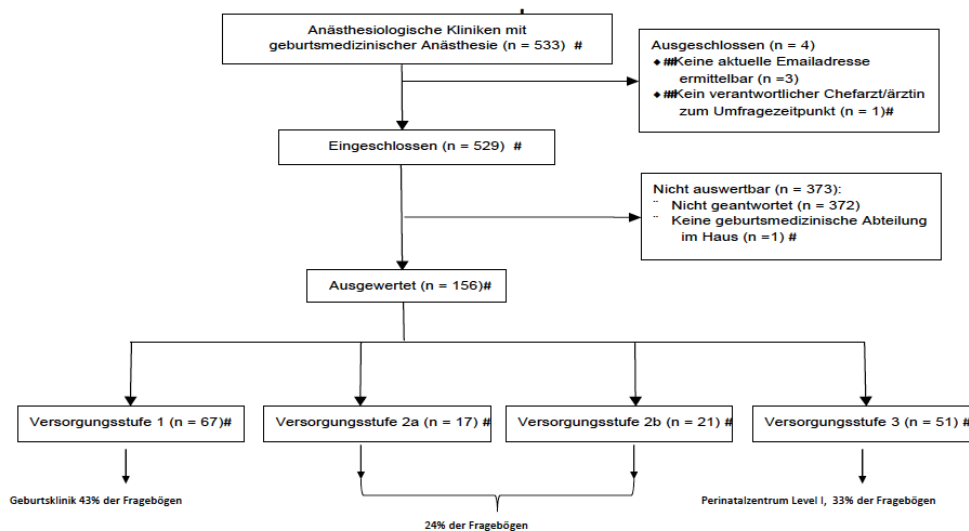 Anästhesiologische Kliniken mit
geburtsmedizinischer Anästhesie (n = 533) #
Ausgeschlossen (n = 4)
◆ ##Keine aktuelle Emailadresse
ermittelbar (n =3)
◆ ##Kein verantwortlicher Chefarzt/ärztin
zum Umfragezeitpunkt (n = 1)#
Eingeschlossen (n = 529) #
Nicht auswertbar (n = 373):
¨ Nicht geantwortet (n = 372)
¨ Keine geburtsmedizinische Abteilung
im Haus (n =1) #
Ausgewertet (n = 156)#
Versorgungsstufe 1 (n = 67)#
Versorgungsstufe 2a (n = 17)#
Versorgungsstufe 2b (n = 21)#
Versorgungsstufe 3 (n = 51) #
Geburtsklinik 43% der Fragebögen
24% der Fragebögen
Perinatalzentrum Level I, 33% der Fragebögen